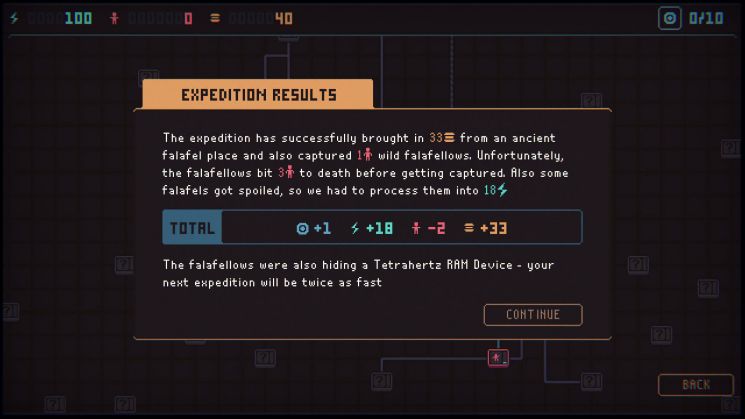 0000100 0000000 0 00000 40 0/10
EXPEDITION RESULTS
The expedition has successfully brought in 33 from an ancient
falafel place and also captured 1 wild falafellows. Unfortunately,
the falafellows bit 3 to death before getting captured. Also some
falafels got spoiled, so we had to process them into 18
TOTAL +1 +18 -2 +33
The falafellows were also hiding a Tetrahertz RAM Device - your
next expedition will be twice as fast
CONTINUE
BACK